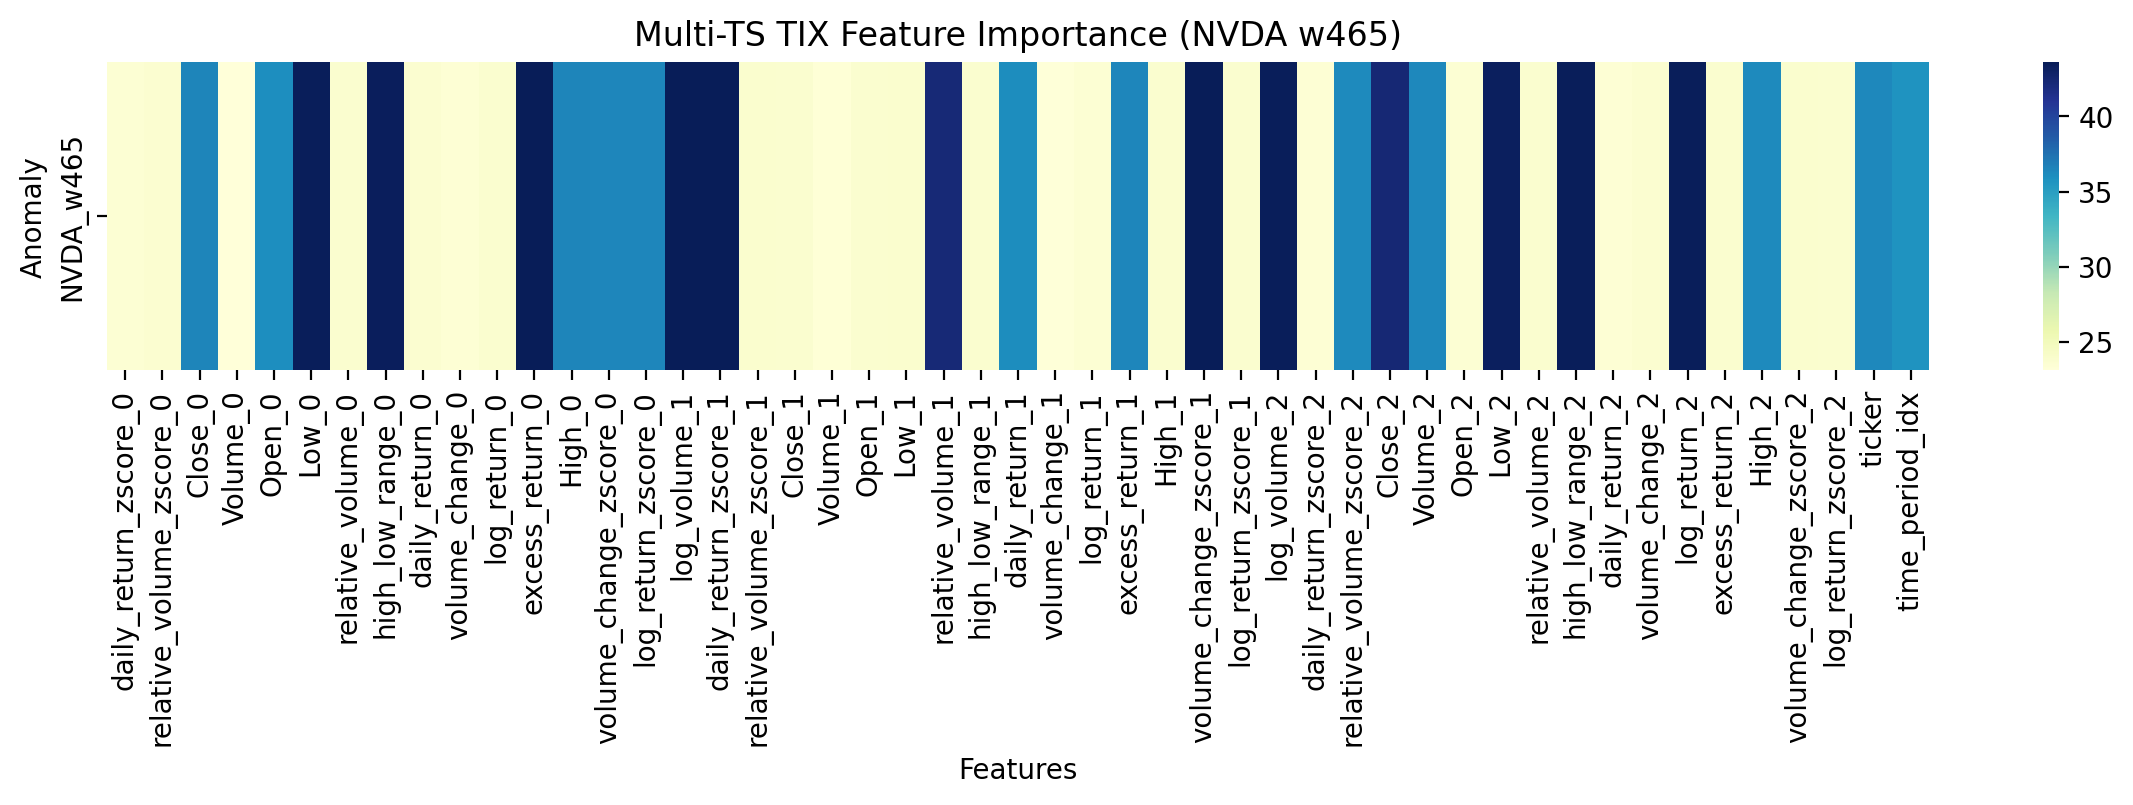 Multi-TS TIX Feature Importance (NVDA w465)
Anomaly
NVDA_w465
40
35
30
25
daily_return_zscore_0
relative_volume_zscore_0
Close_0
Volume_0
Open_0
Low_0
relative_volume_0
high_low_range_0
daily_return_0
volume_change_0
log_return_0
excess_return_0
High_0
volume_change_zscore_0
log_return_zscore_0
log_volume_1
daily_return_zscore_1
relative_volume_zscore_1
Close_1
Volume_1
Open_1
Low_1
relative_volume_1
high_low_range_1
daily_return_1
volume_change_1
log_return_1
excess_return_1
High_1
volume_change_zscore_1
log_return_zscore_1
log_volume_2
daily_return_zscore_2
relative_volume_zscore_2
Close_2
Volume_2
Open_2
Low_2
relative_volume_2
high_low_range_2
daily_return_2
volume_change_2
log_return_2
excess_return_2
High_2
volume_change_zscore_2
log_return_zscore_2
ticker
time_period_idx
Features